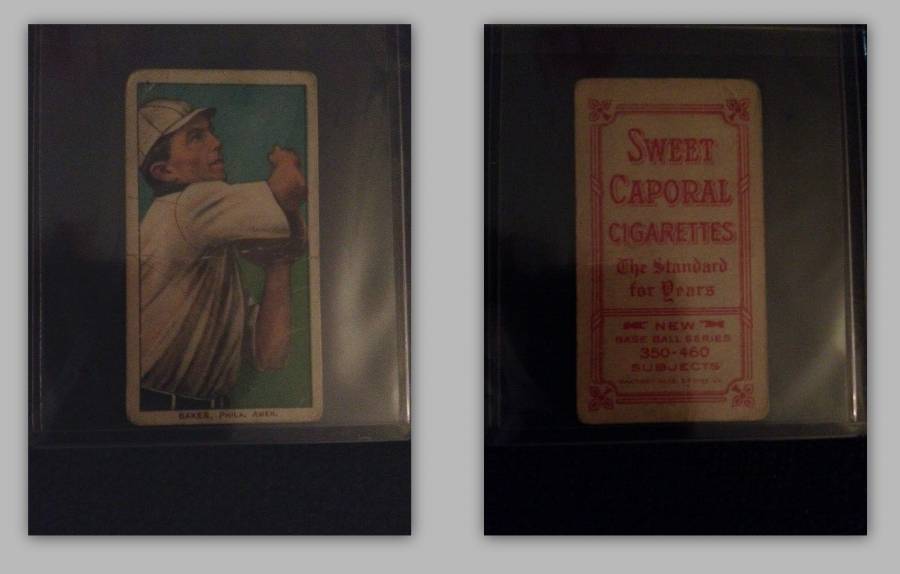 BAKER, PHILA. AMER.
SWEET
CAPORAL
CIGARETTES
The Standard
for Years
NEW
BASE BALL SERIES
350-460
SUBJECTS